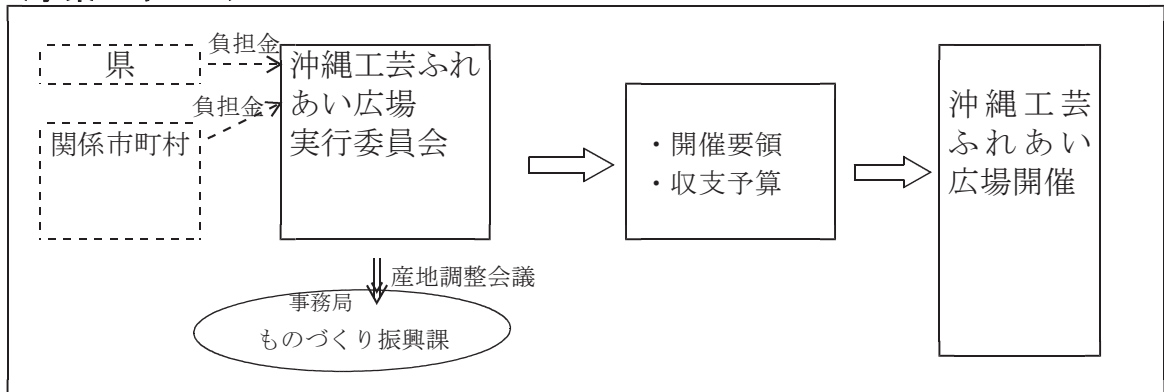 県
負担金
関係市町村
負担金
沖縄工芸ふれ
あい広場
実行委員会
・開催要領
・収支予算
沖縄工芸
ふれあい
広場開催
産地調整会議
事務局
ものづくり振興課